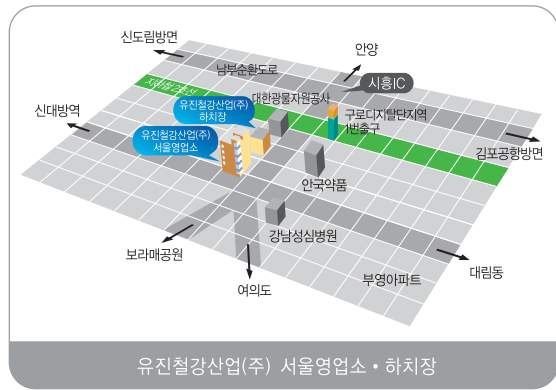 신도림방면
안양
남부순환도로
시흥IC
지하철2호선
대한광물자원공사
유진철강산업(주)
하치장
구로디지탈단지역
1번출구
신대방역
유진철강산업(주)
서울영업소
김포공항방면
안국약품
강남성심병원
보라매공원
대림동
여의도
부영아파트
유진철강산업(주) 서울영업소 • 하치장